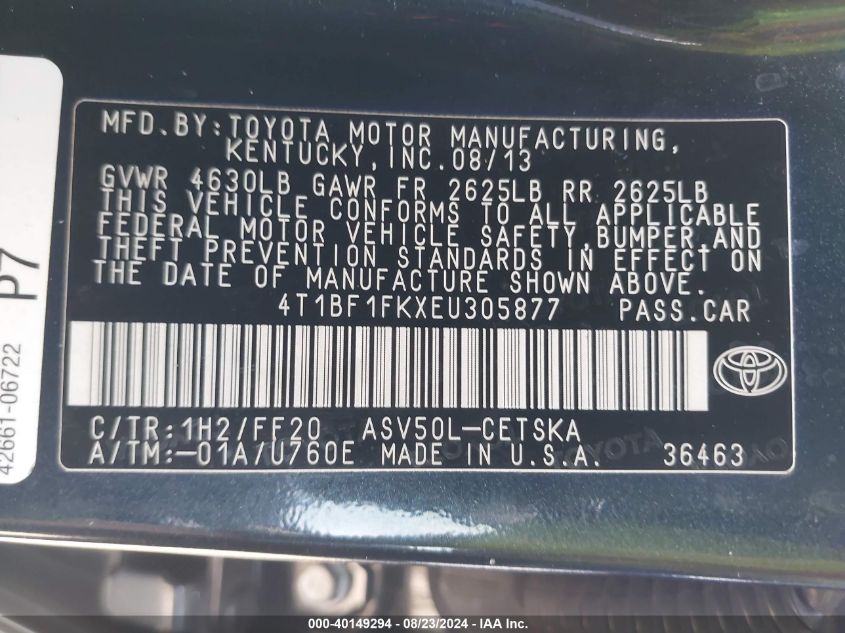 MFD.BY:TOYOTA MOTOR MANUFACTURING,
KENTUCKY,INC.08/13
GVWR 4630LB GAWR FR 2625LB RR 2625LB
THIS VEHICLE CONFORMS TO ALL APPLICABLE
FEDERAL MOTOR VEHICLE SAFETY,BUMPER,AND
THEFT PREVENTION STANDARDS IN EFFECT ON
THE DATE OF MANUFACTURE SHOWN ABOVE.
4T1BF1FKXEU305877 PASS.CAR
C/TR:1H2/FF20 ASV50L-CETSKA
A/TM:-01A/U760E MADE IN U.S.A. 36463
P7
42661-06722
000-40149294 - 08/23/2024 - IAA Inc.